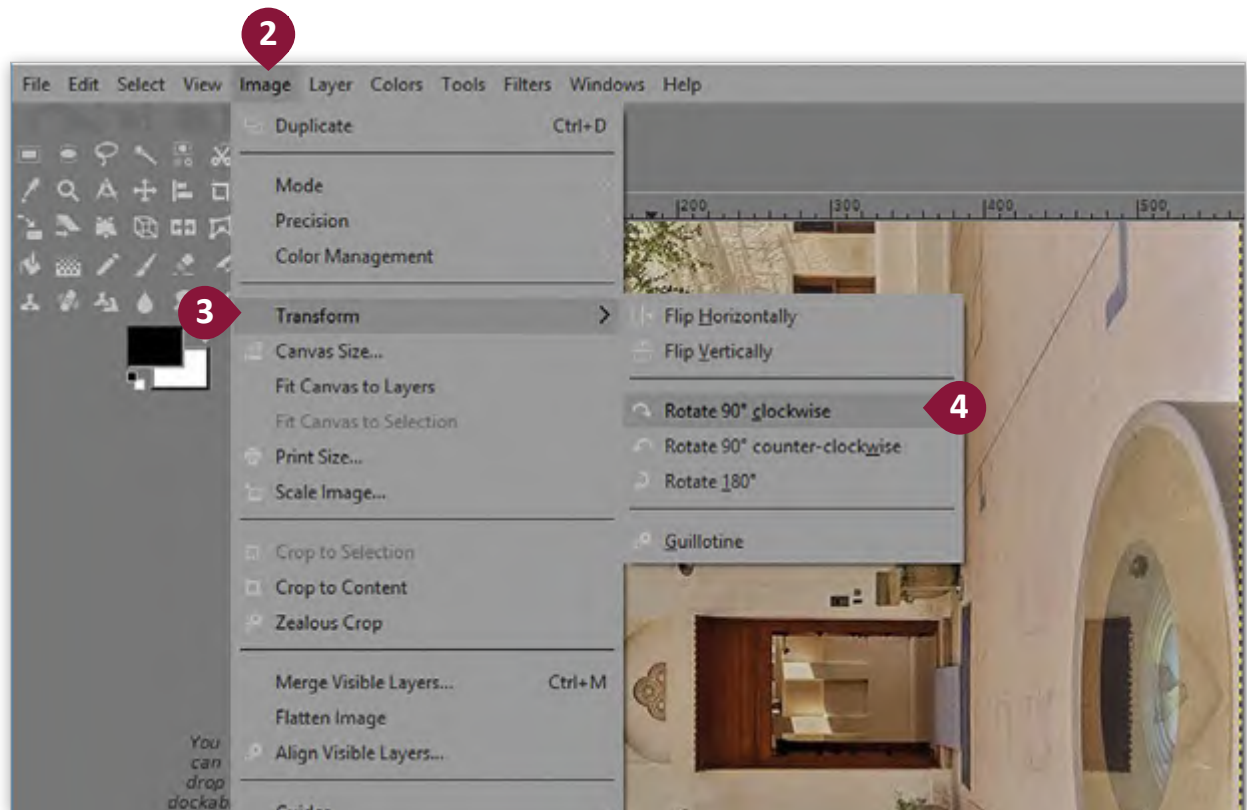 2
File Edit Select View Image Layer Colors Tools Filters Windows Help
Duplicate Ctrl+D
Mode
Precision
Color Management
200 300 400 500
3
Transform >
Flip Horizontally
Canvas Size...
Flip Vertically
Fit Canvas to Layers
Rotate 90° clockwise
4
Fit Canvas to Selection
Rotate 90° counter-clockwise
Print Size...
Rotate 180°
Scale Image...
Guillotine
Crop to Selection
Crop to Content
Zealous Crop
Merge Visible Layers... Ctrl+M
Flatten Image
Align Visible Layers...
You
can
drop